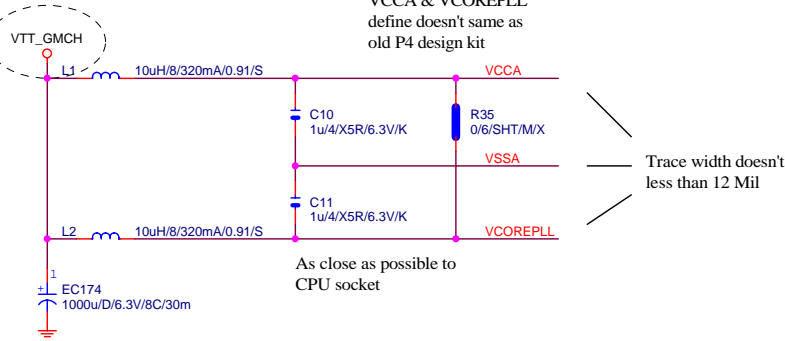 VCCA & VCOREPLL
define doesn't same as
old P4 design kit
VTT_GMCH
L1 10uH/8/320mA/0.91/S
VCCA
C10
1u/4/X5R/6.3V/K
R35
0/6/SHT/M/X
VSSA
Trace width doesn't
less than 12 Mil
C11
1u/4/X5R/6.3V/K
L2 10uH/8/320mA/0.91/S
VCOREPLL
As close as possible to
CPU socket
1
+
EC174
1000u/D/6.3V/8C/30m